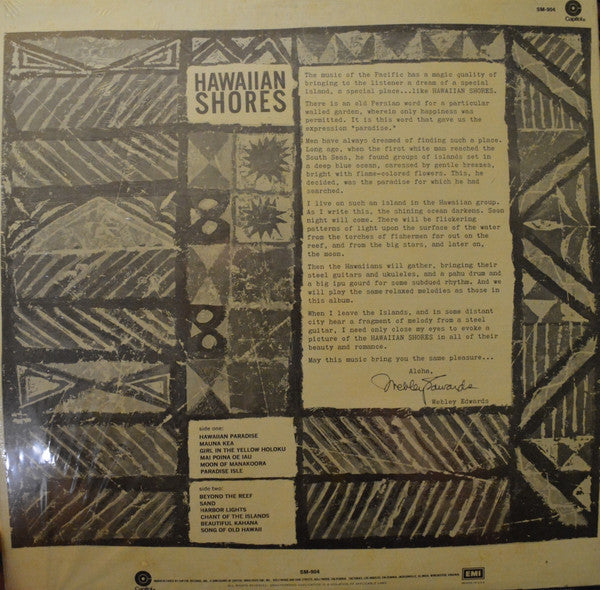 SM-904
Capitol®
HAWAIIAN
SHORES
The music of the Pacific has a magic quality of
bringing to the listener a dream of a special
island, a special place...like HAWAIIAN SHORES.
There is an old Persian word for a particular
walled garden, wherein only happiness was
permitted. It is this word that gave us the
expression "paradise."
Men have always dreamed of finding such a place.
Long ago, when the first white man reached the
South Seas, he found groups of islands set in
a deep blue ocean, caressed by gentle breezes,
bright with flame-colored flowers. This, he
decided, was the paradise for which he had
searched.
I live on such an island in the Hawaiian group.
As I write this, the shining ocean darkens. Soon
night will come. There will be flickering
patterns of light upon the surface of the water
from the torches of fishermen far out on the
reef, and from the big stars, and later on,
the moon.
Then the Hawaiians will gather, bringing their
steel guitars and ukuleles, and a pahu drum and
a big ipu gourd for some subdued rhythm. And we
will play the same relaxed melodies as those in
this album.
When I leave the Islands, and in some distant
city hear a fragment of melody from a steel
guitar, I need only close my eyes to evoke a
picture of the HAWAIIAN SHORES in all of their
beauty and romance.
May this music bring you the same pleasure...
Aloha,
Webley Edwards
Webley Edwards
side one:
HAWAIIAN PARADISE
MAUNA KEA
GIRL IN THE YELLOW HOLOKU
MAI POINA OE IAU
MOON OF MANAKOORA
PARADISE ISLE
side two:
BEYOND THE REEF
SAND
HARBOR LIGHTS
CHANT OF THE ISLANDS
BEAUTIFUL KAHANA
SONG OF OLD HAWAII
SM-904
Capitol
MANUFACTURED BY CAPITOL RECORDS, INC.
EMI